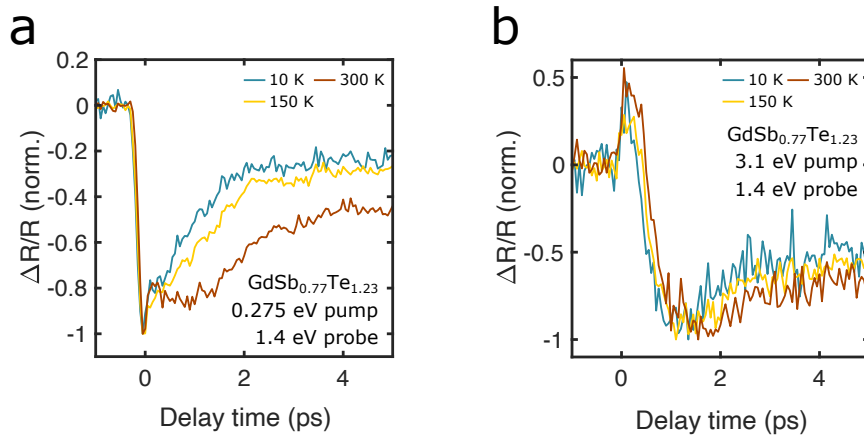 a
0.2
0
-0.2
-0.4
-0.6
-0.8
-1
ΔR/R (norm.)
10 K 300 K
150 K
GdSb0.77Te1.23
0.275 eV pump
1.4 eV probe
0 2 4
Delay time (ps)
b
0.5
0
-0.5
-1
ΔR/R (norm.)
10 K 300 K
150 K
GdSb0.77Te1.23
3.1 eV pump
1.4 eV probe
0 2 4
Delay time (ps)